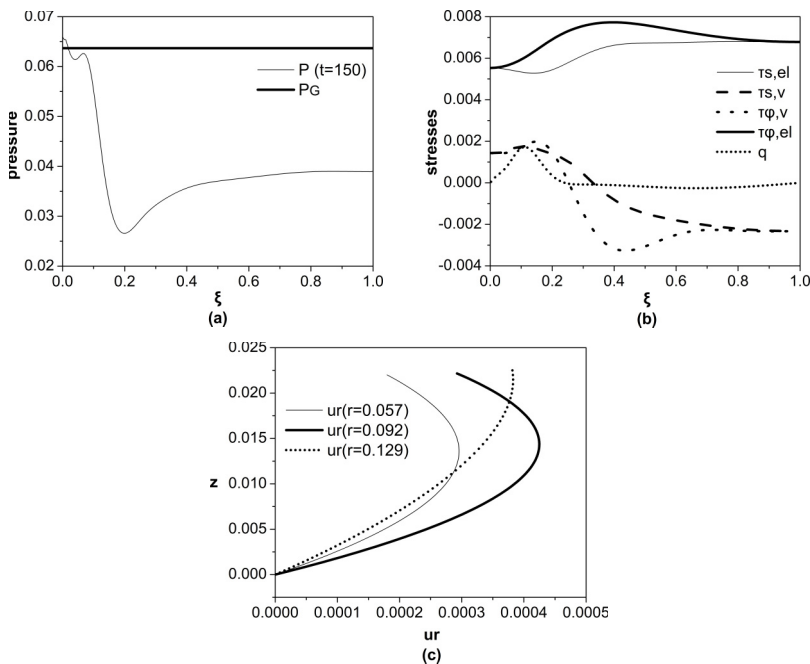 0.07
0.06
0.05
0.04
0.03
0.02
pressure
P (t=150)
PG
0.0 0.2 0.4 0.6 0.8 1.0
ξ
(a)
0.008
0.006
0.004
0.002
0.000
-0.002
-0.004
stresses
τs,el
τs,v
τφ,v
τφ,el
q
0.0 0.2 0.4 0.6 0.8 1.0
ξ
(b)
0.025
0.020
0.015
0.010
0.005
0.000
z
ur(r=0.057)
ur(r=0.092)
ur(r=0.129)
0.0000 0.0001 0.0002 0.0003 0.0004 0.0005
ur
(c)